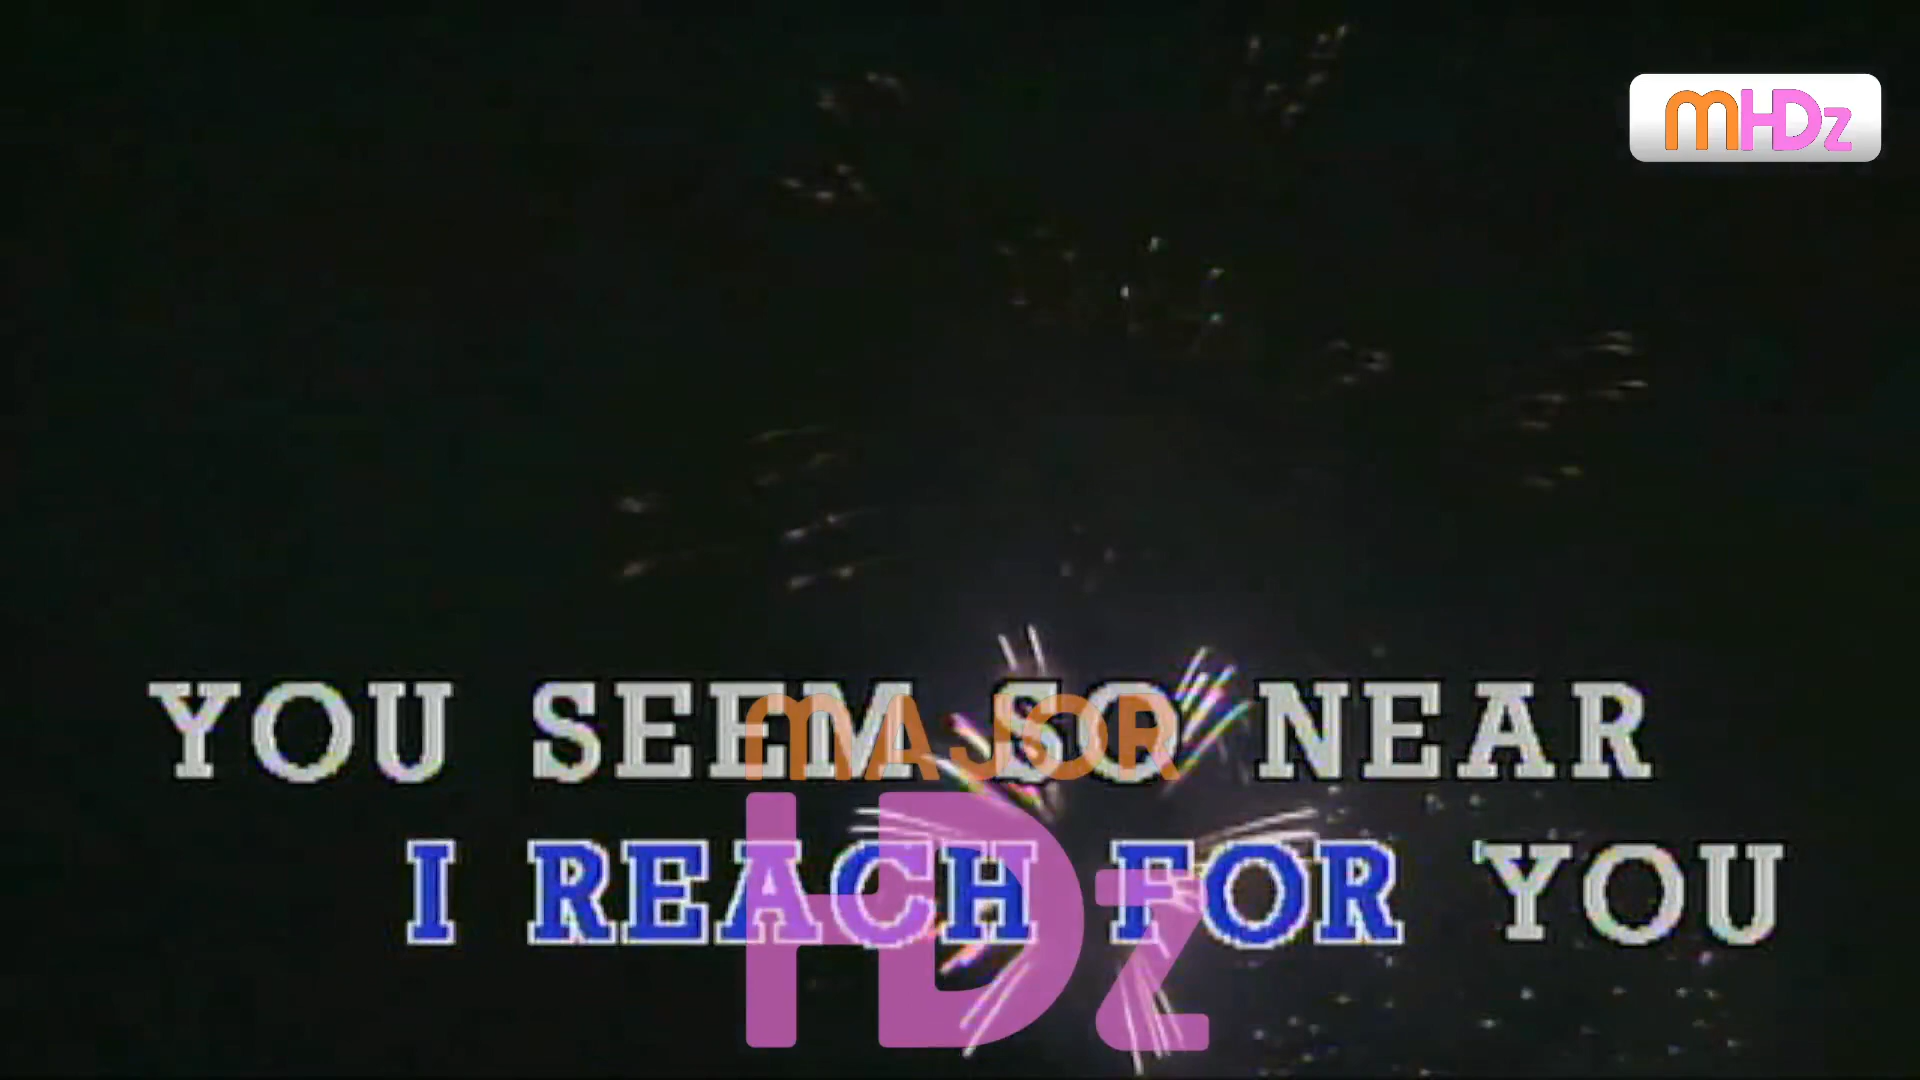 MHDz
YOU SEEM SO NEAR
MAJOR
I REACH FOR YOU
HDz